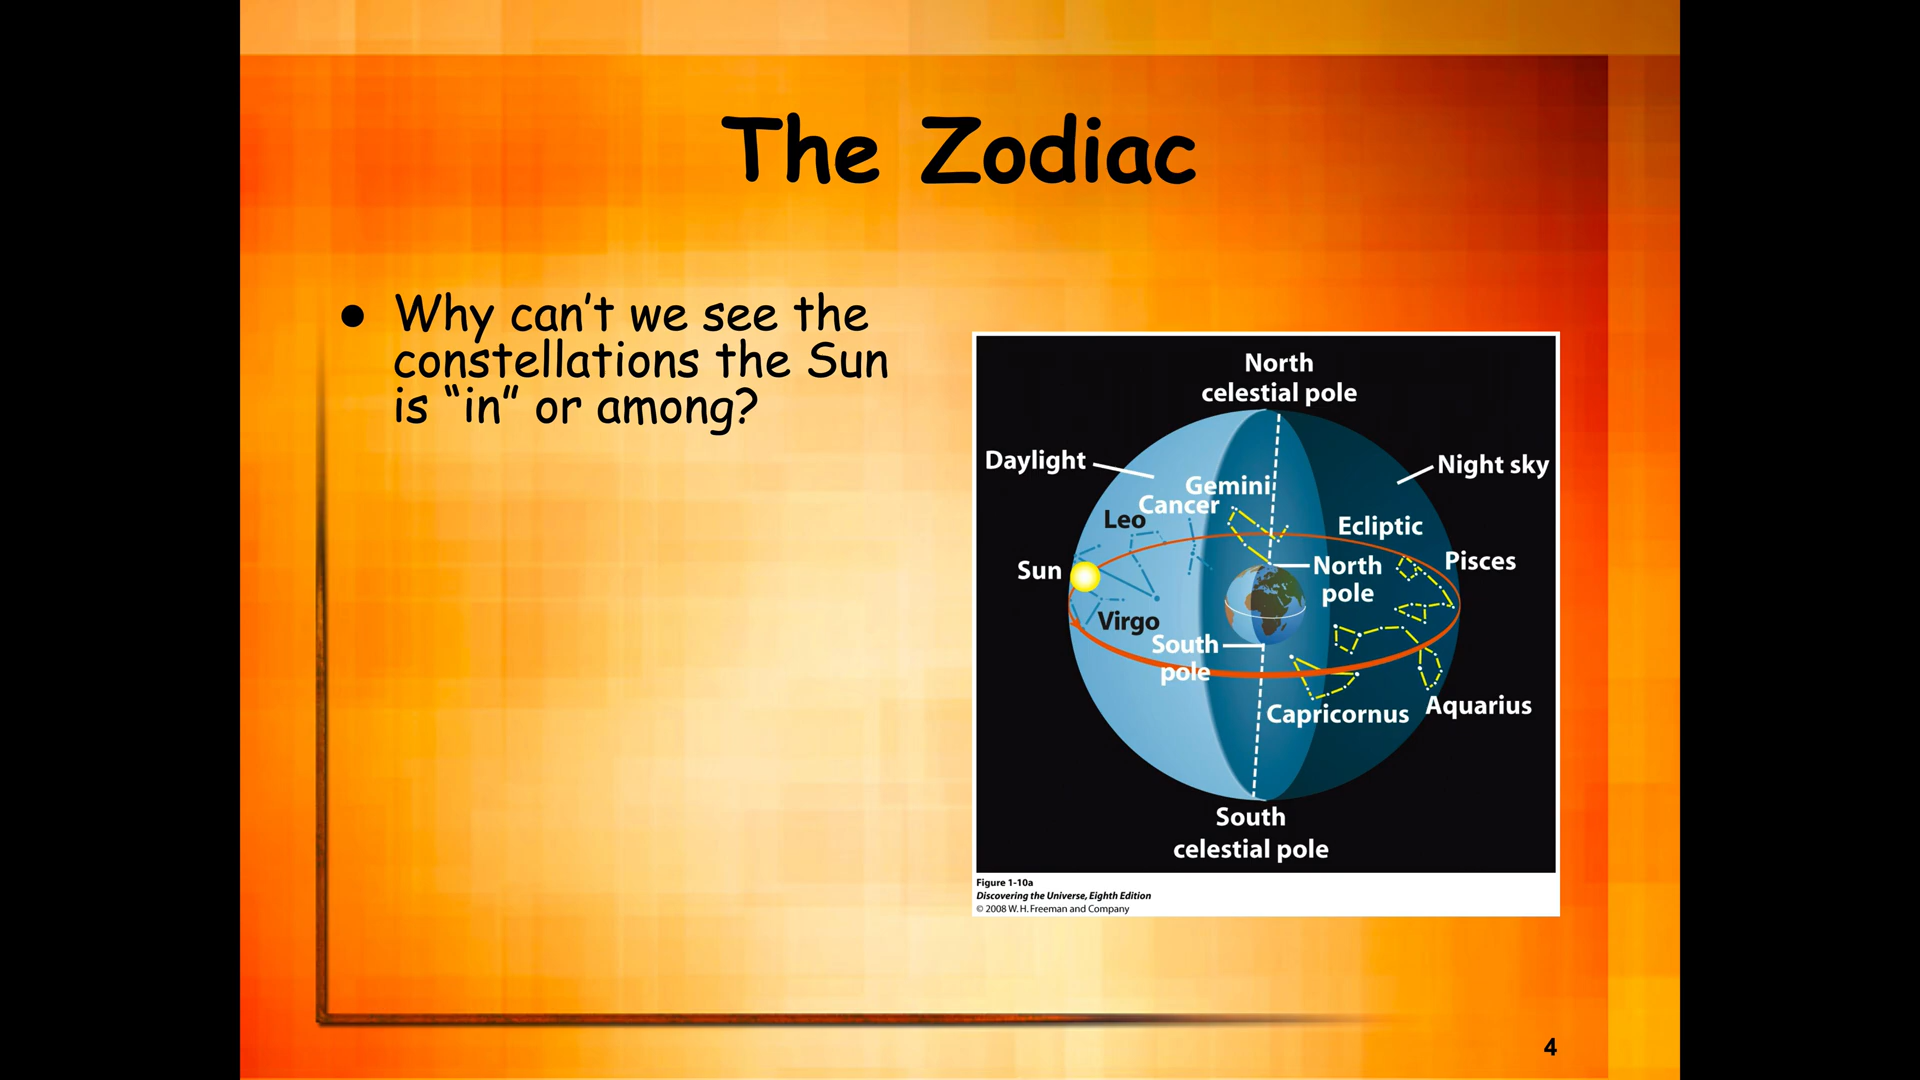 The Zodiac
● Why can’t we see the
constellations the Sun
is “in” or among?
North
celestial pole
Daylight
Night sky
Gemini
Cancer
Leo
Ecliptic
Pisces
Sun
North
pole
Virgo
South
pole
Capricornus
Aquarius
South
celestial pole
Figure 1-10a
Discovering the Universe, Eighth Edition
© 2008 W. H. Freeman and Company
4